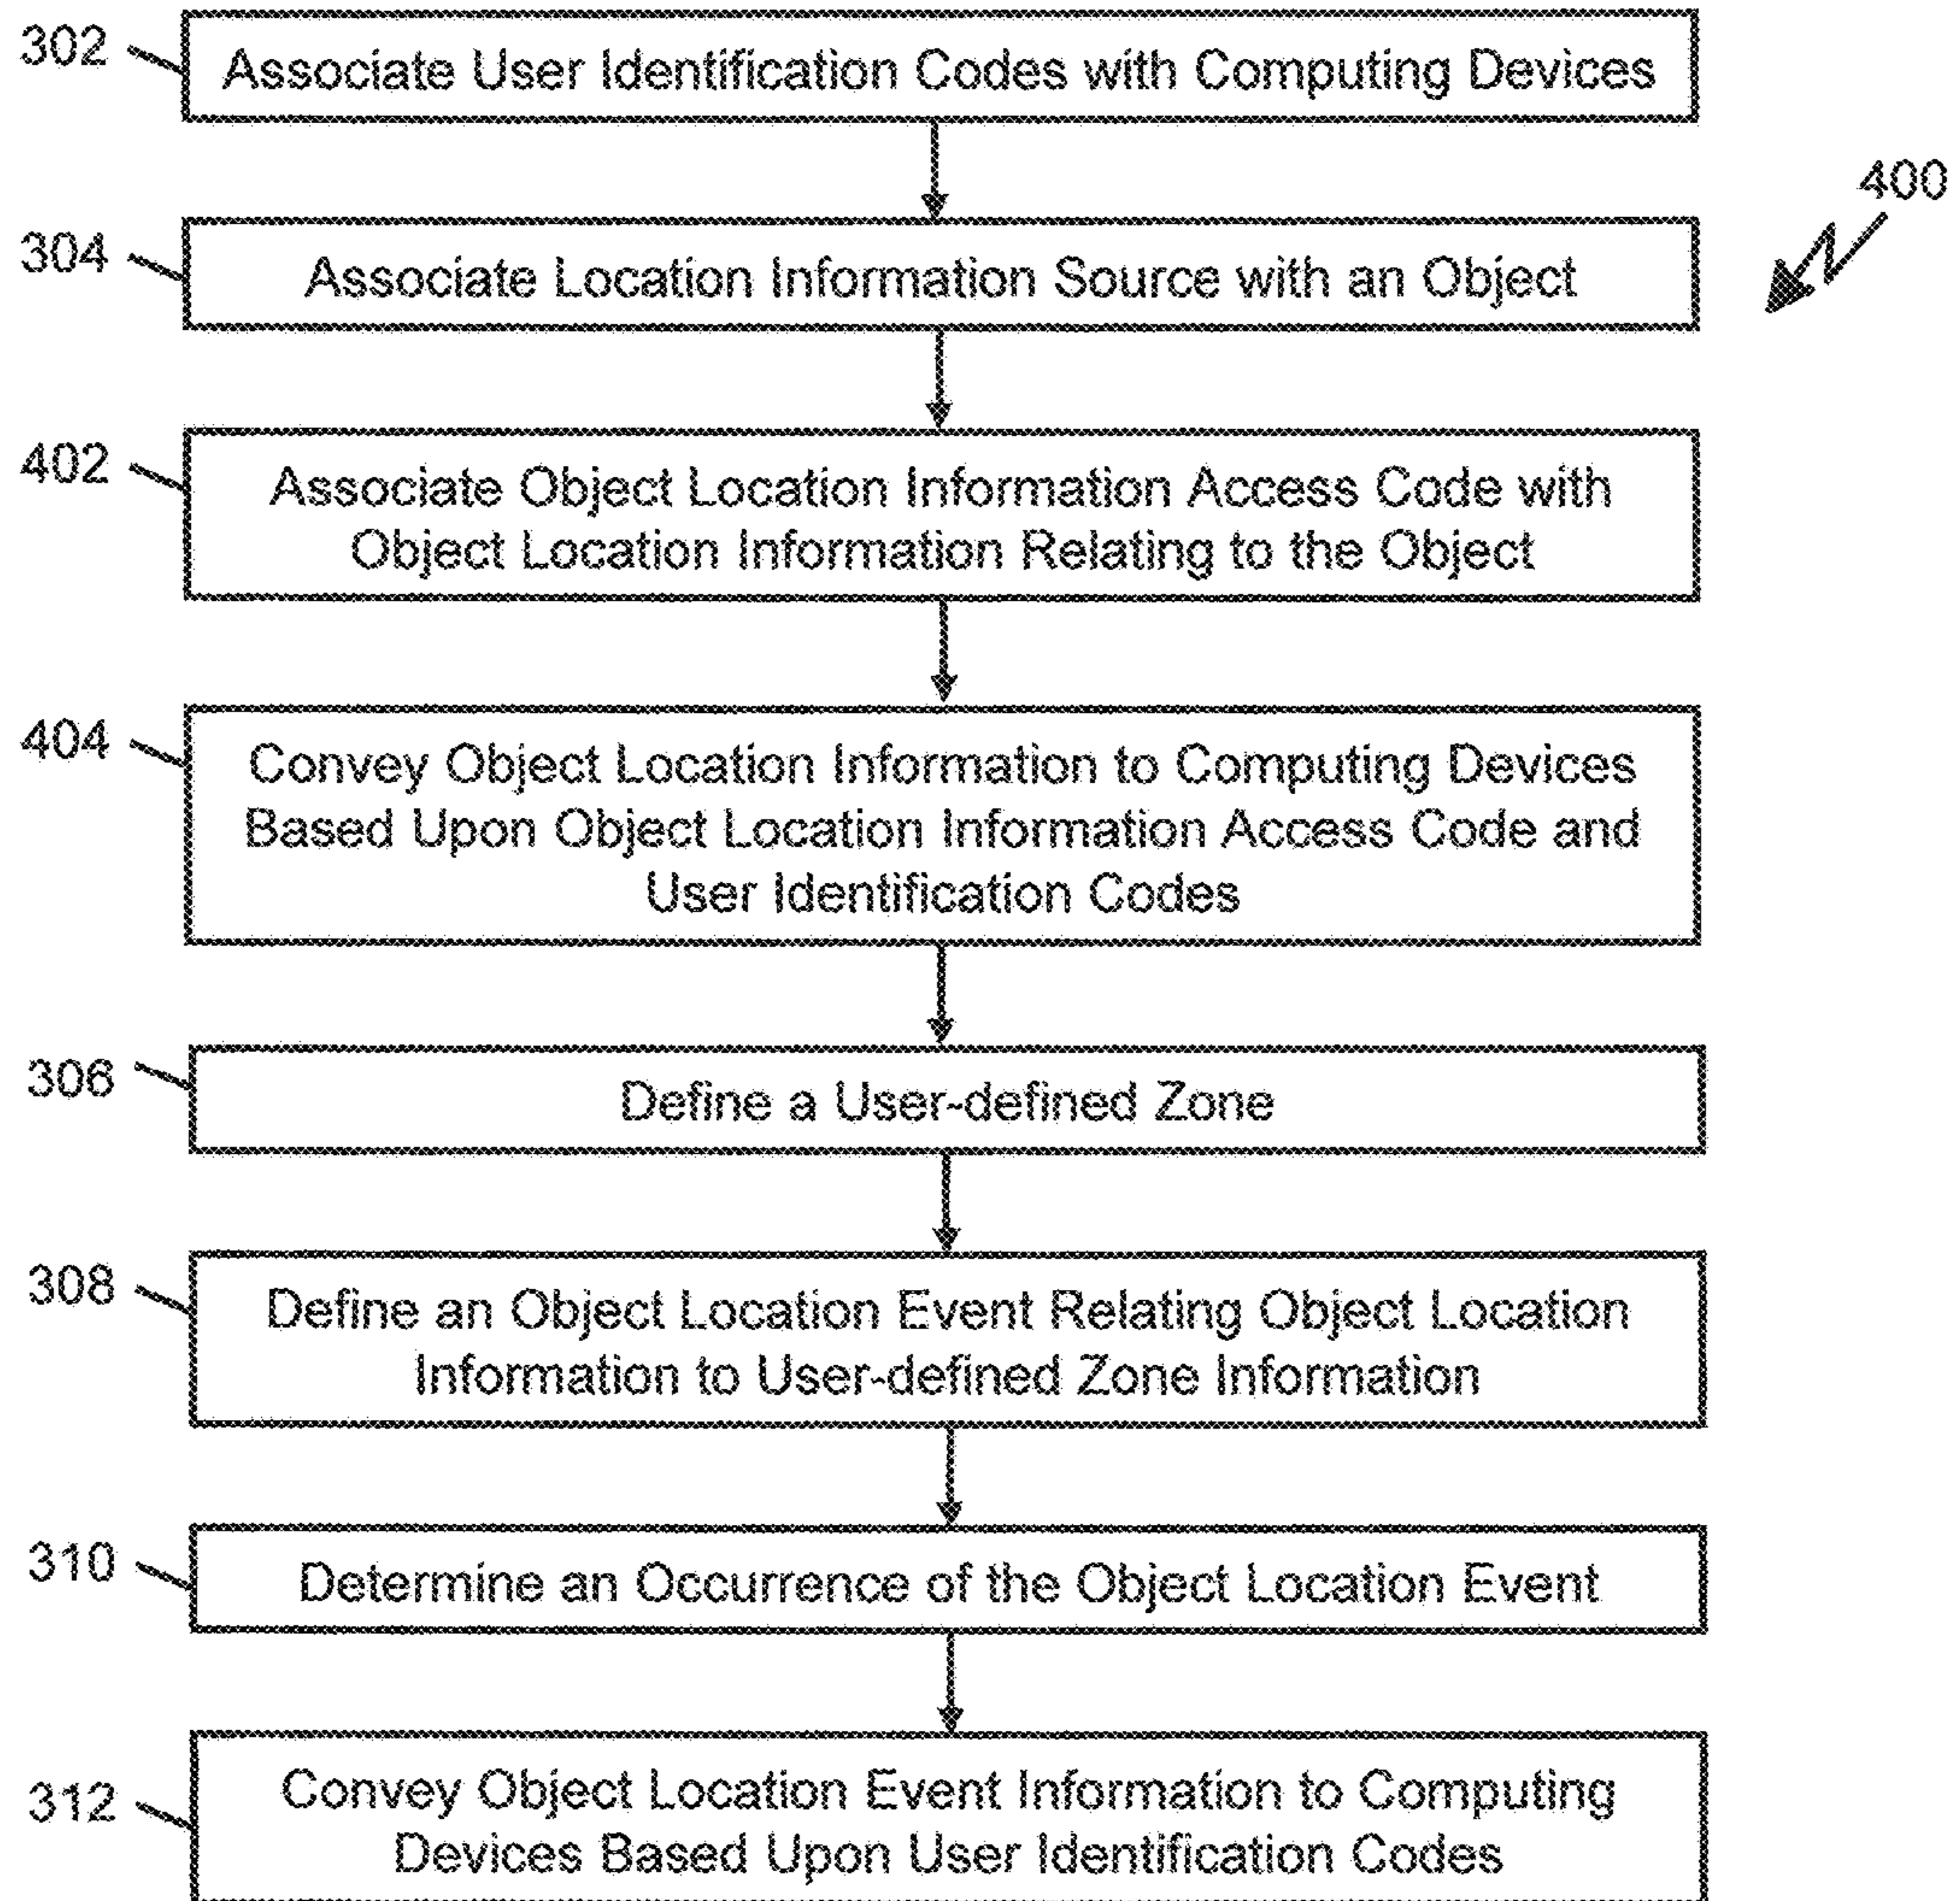 302
Associate User Identification Codes with Computing Devices
400
304
Associate Location Information Source with an Object
402
Associate Object Location Information Access Code with
Object Location Information Relating to the Object
404
Convey Object Location Information to Computing Devices
Based Upon Object Location Information Access Code and
User Identification Codes
306
Define a User-defined Zone
308
Define an Object Location Event Relating Object Location
Information to User-defined Zone Information
310
Determine an Occurrence of the Object Location Event
312
Convey Object Location Event Information to Computing
Devices Based Upon User Identification Codes